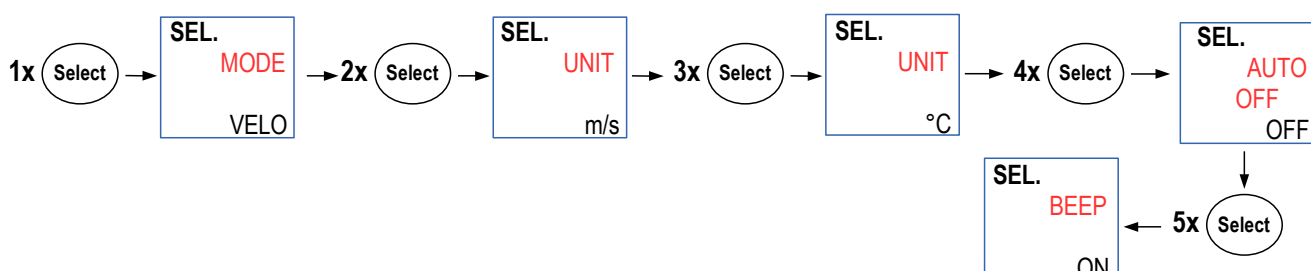 1x Select
SEL.
MODE
VELO
2x Select
SEL.
UNIT
m/s
3x Select
SEL.
UNIT
°C
4x Select
SEL.
AUTO
OFF
OFF
5x Select
SEL.
BEEP
ON